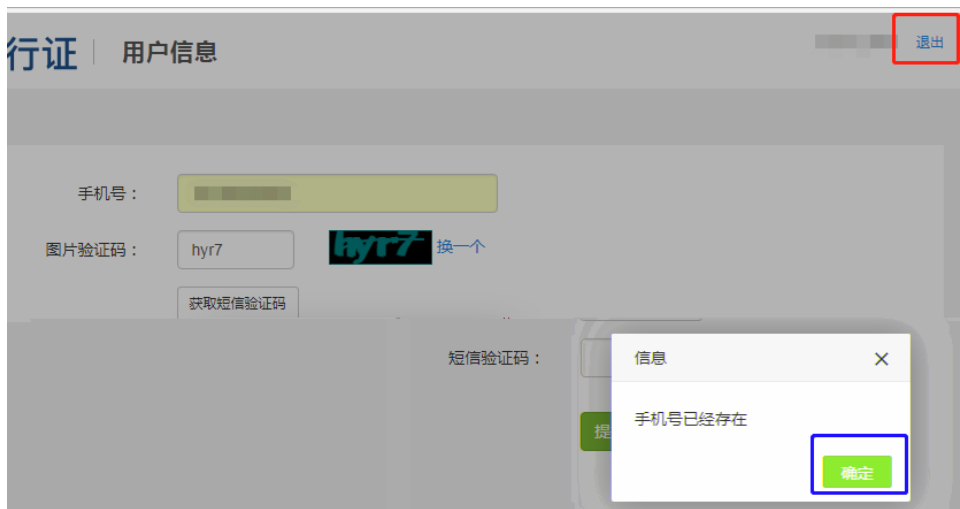 行证 用户信息 退出
手机号：
图片验证码： hyr7 hyr7 换一个
获取短信验证码
短信验证码： 信息
手机号已经存在
提
确定